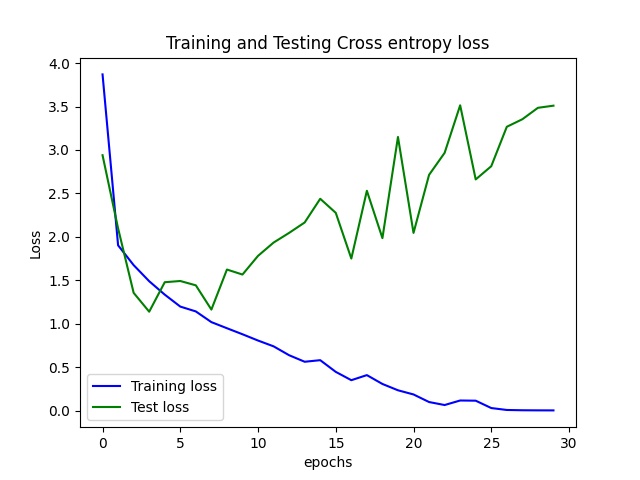 Training and Testing Cross entropy loss
4.0
3.5
3.0
2.5
2.0
1.5
1.0
0.5
0.0
Loss
Training loss
Test loss
0 5 10 15 20 25 30
epochs